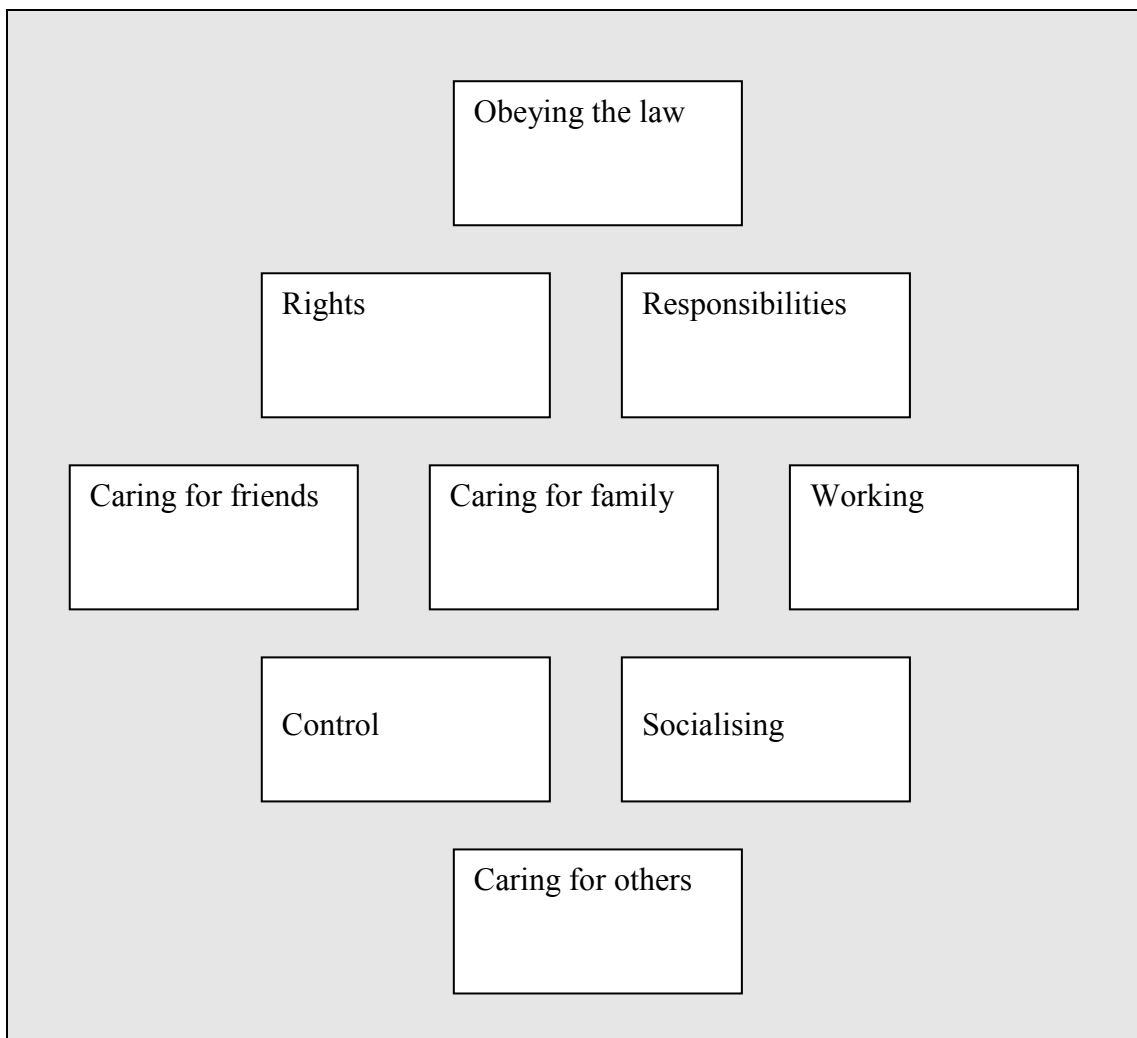 Obeying the law
Rights
Responsibilities
Caring for friends
Caring for family
Working
Control
Socialising
Caring for others